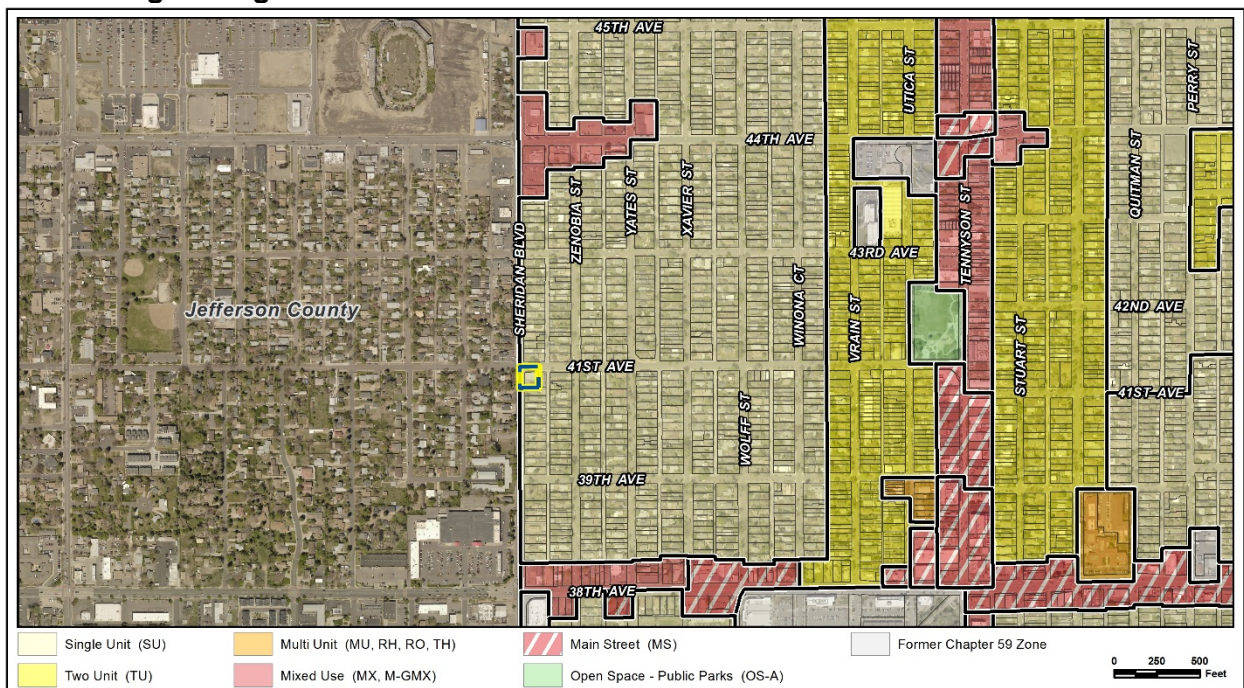 45TH AVE
UTICA ST
PERRY ST
44TH AVE
ZENOBIA ST
YATES ST
XAVIER ST
QUITMAN ST
SHERIDAN BLVD
TENNYSON ST
43RD AVE
Jefferson County
WINONA CT
VRAIN ST
STUART ST
42ND AVE
41ST AVE
41ST AVE
WOLFF ST
39TH AVE
38TH AVE
Single Unit (SU)
Multi Unit (MU, RH, RO, TH)
Main Street (MS)
Former Chapter 59 Zone
Two Unit (TU)
Mixed Use (MX, M-GMX)
Open Space - Public Parks (OS-A)
0 250 500
Feet